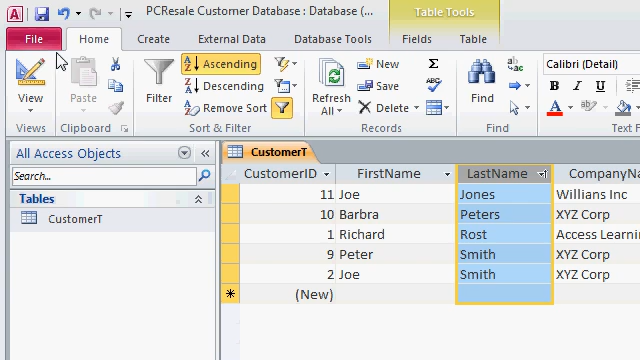 PCResale Customer Database : Database (...
Table Tools
File
Home
Create
External Data
Database Tools
Fields
Table
View
Views
Paste
Clipboard
Filter
Ascending
Descending
Remove Sort
Sort & Filter
Refresh
All
New
Save
Delete
Records
ABC
Find
Find
Calibri (Detail)
B I U
A
Text F
All Access Objects
Search...
Tables
CustomerT
CustomerT
CustomerID FirstName LastName CompanyNa
11 Joe Jones Willians Inc
10 Barbra Peters XYZ Corp
1 Richard Rost Access Learnin
9 Peter Smith XYZ Corp
2 Joe Smith XYZ Corp
(New)